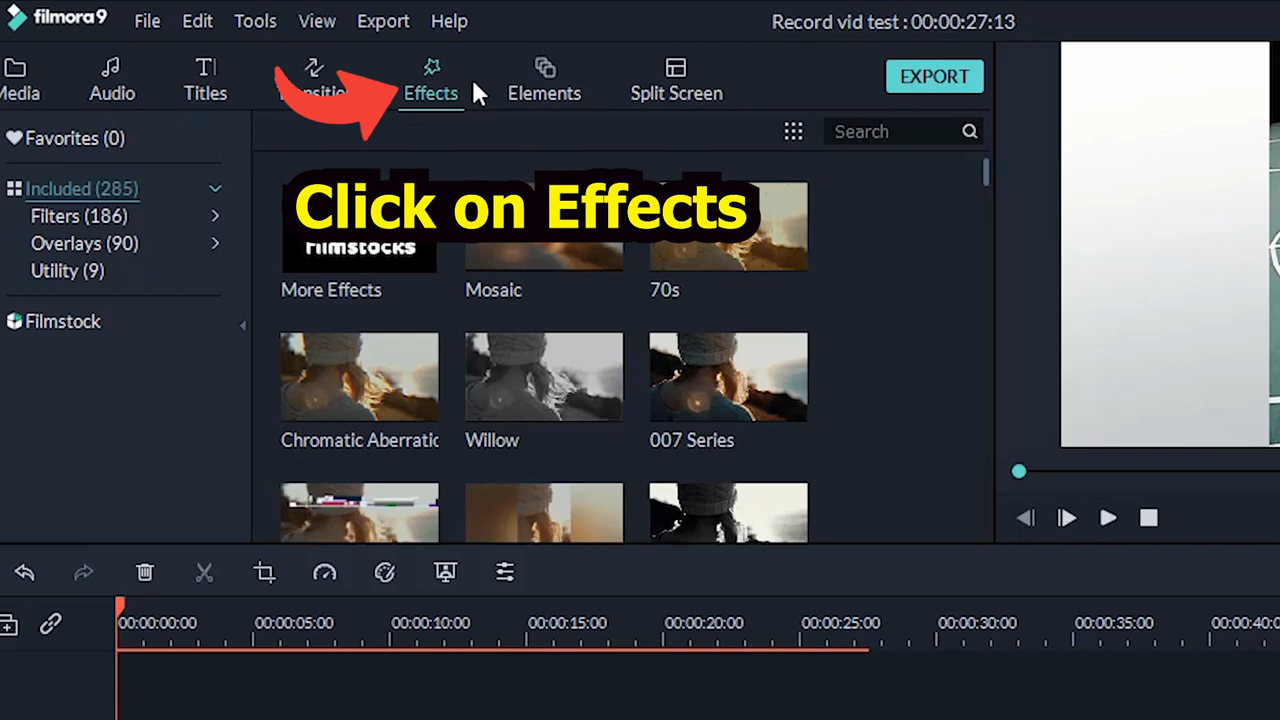 filmora9 File Edit Tools View Export Help Record vid test : 00:00:27:13
Audio Titles Effects Elements Split Screen EXPORT
Favorites (0) Search
Included (285)
Filters (186)
Overlays (90)
Utility (9)
Filmstock
Click on Effects
Filmstocks
More Effects Mosaic 70s
Chromatic Aberratic Willow 007 Series
00:00:00:00 00:00:05:00 00:00:10:00 00:00:15:00 00:00:20:00 00:00:25:00 00:00:30:00 00:00:35:00 00:00:40:0